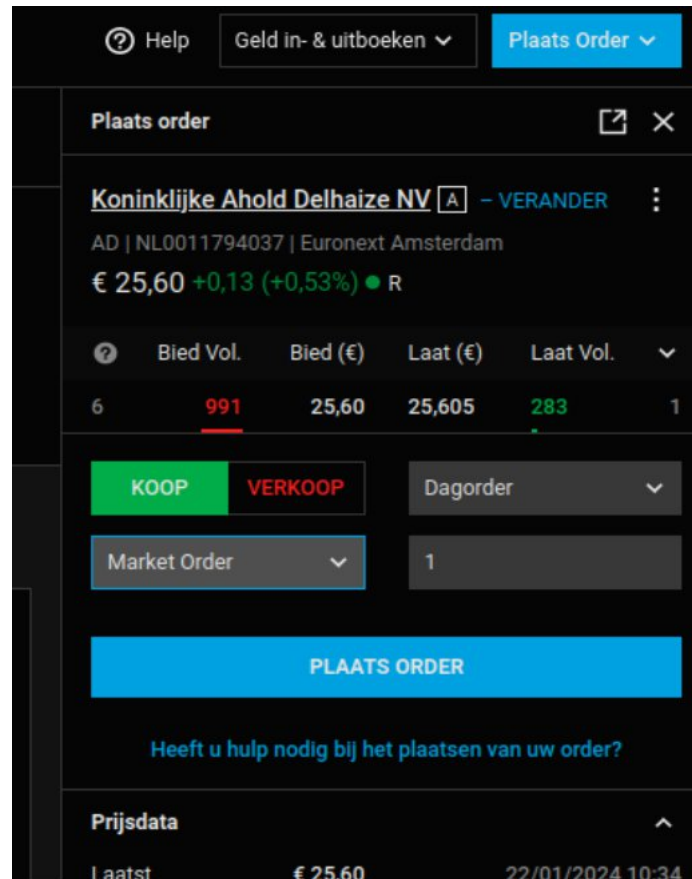 Help Geld in- & uitboeken Plaats Order
Plaats order
Koninklijke Ahold Delhaize NV A – VERANDER
AD | NL0011794037 | Euronext Amsterdam
€ 25,60 +0,13 (+0,53%) R
Bied Vol. Bied (€) Laat (€) Laat Vol.
6 991 25,60 25,605 283 1
KOOP VERKOOP Dagorder
Market Order 1
PLAATS ORDER
Heeft u hulp nodig bij het plaatsen van uw order?
Prijsdata
Laatst € 25,60 22/01/2024 10:34